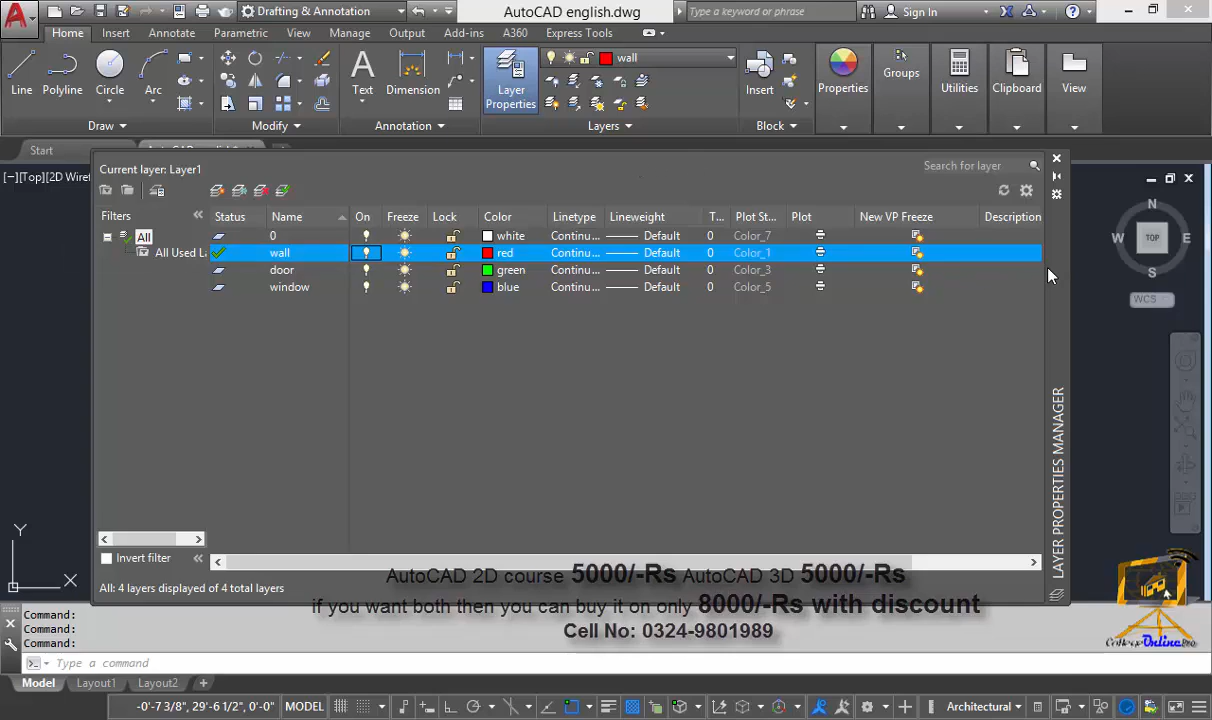 Drafting & Annotation
AutoCAD english.dwg
Type a keyword or phrase
Sign In
Home Insert Annotate Parametric View Manage Output Add-ins A360 Express Tools
wall
Line Polyline Circle Arc Text Dimension Layer Properties Insert Properties Groups Utilities Clipboard View
Draw Modify Annotation Layers Block
Start
[−][Top][2D Wiref
Current layer: Layer1
Search for layer
Filters Status Name On Freeze Lock Color Linetype Lineweight T... Plot St... Plot New VP Freeze Description
All 0 white Continu... Default 0 Color_7
All Used La wall red Continu... Default 0 Color_1
door green Continu... Default 0 Color_3
window blue Continu... Default 0 Color_5
N
W TOP E
S
WCS
LAYER PROPERTIES MANAGER
Y
X
Invert filter
All: 4 layers displayed of 4 total layers
AutoCAD 2D course 5000/-Rs AutoCAD 3D 5000/-Rs
if you want both then you can buy it on only 8000/-Rs with discount
Cell No: 0324-9801989
Command:
Command:
Command:
Type a command
Model Layout1 Layout2 +
-0'-7 3/8", 29'-6 1/2", 0'-0" MODEL Architectural